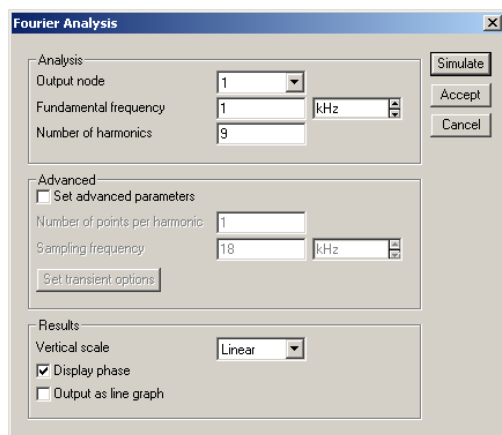 Fourier Analysis
Analysis
Output node 1
Fundamental frequency 1 kHz
Number of harmonics 9
Simulate
Accept
Cancel
Advanced
Set advanced parameters
Number of points per harmonic 1
Sampling frequency 18 kHz
Set transient options
Results
Vertical scale Linear
Display phase
Output as line graph